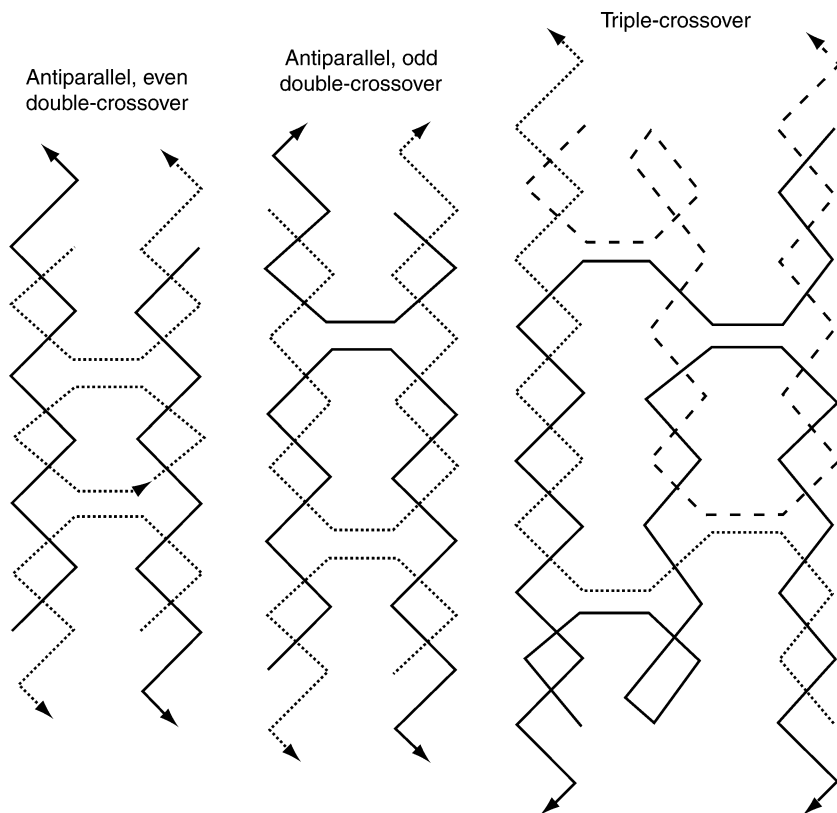 Antiparallel, even
double-crossover
Antiparallel, odd
double-crossover
Triple-crossover